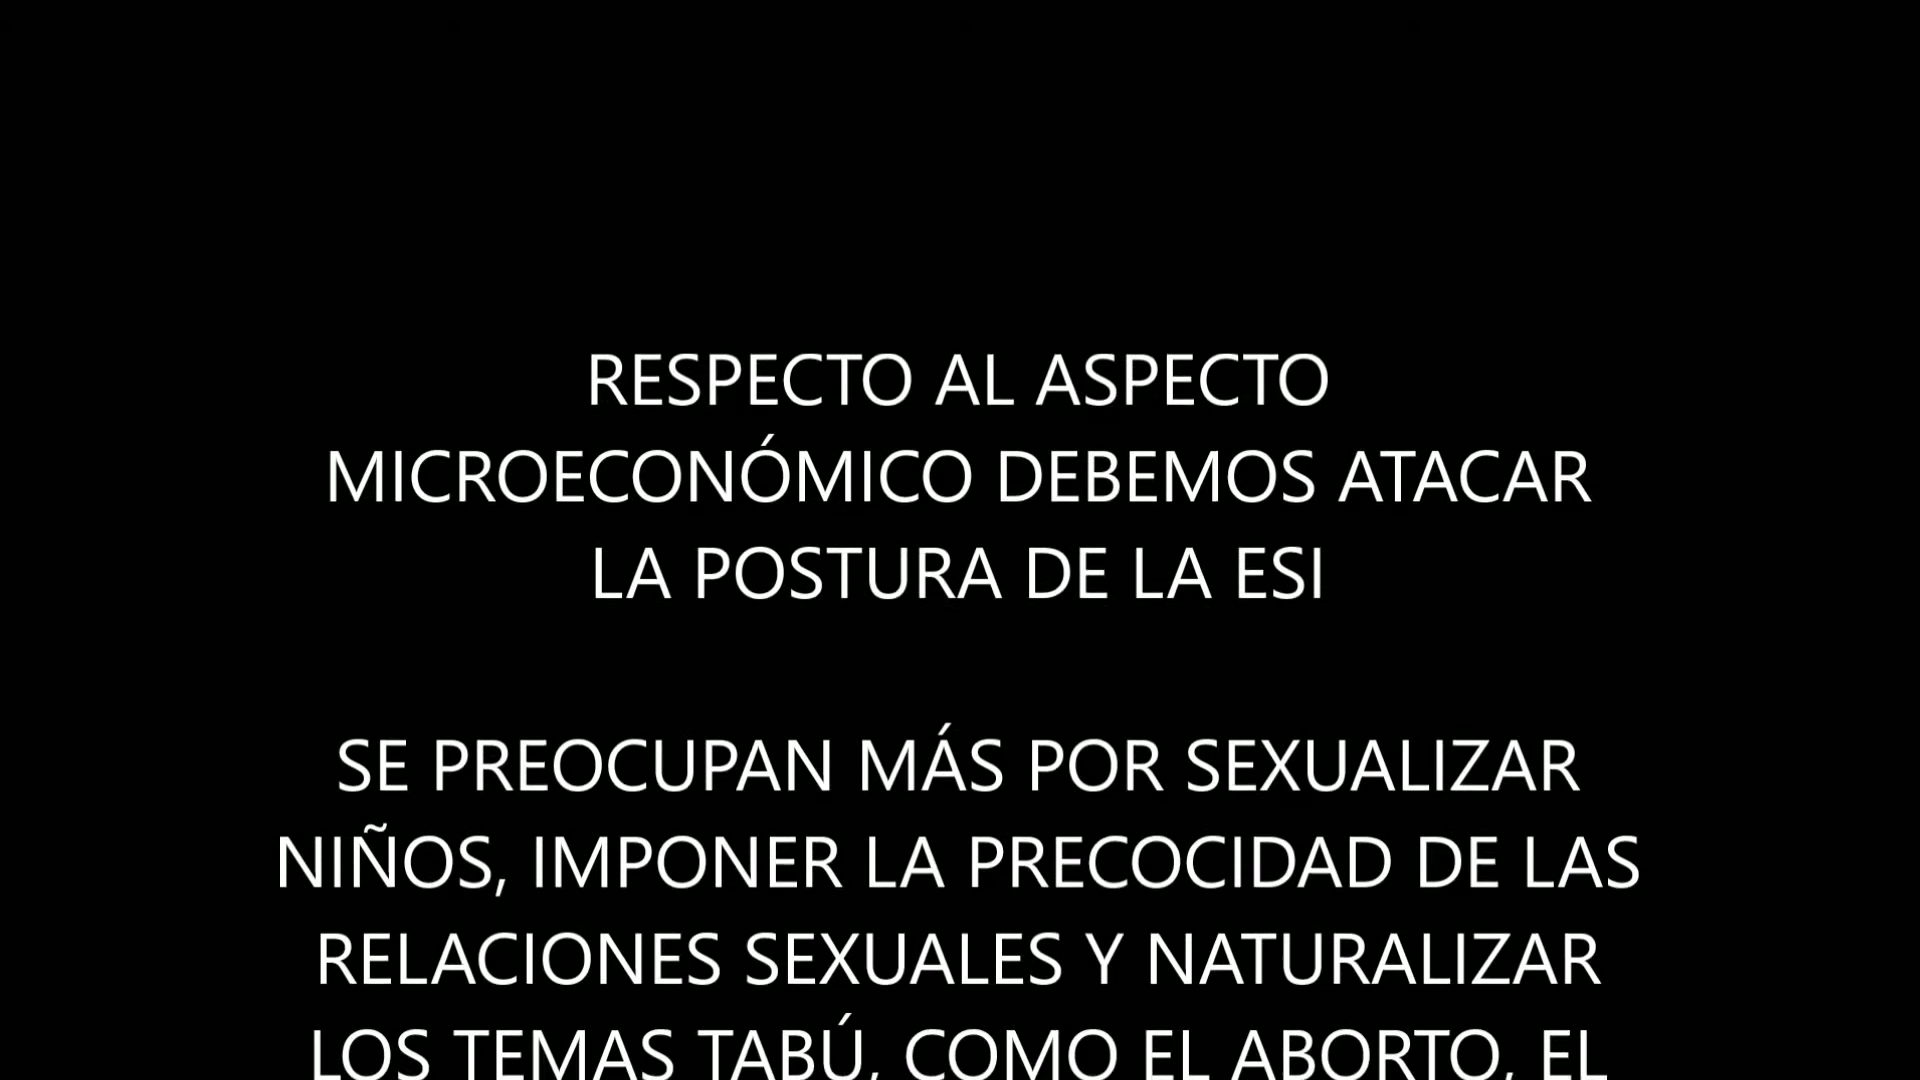 RESPECTO AL ASPECTO
MICROECONÓMICO DEBEMOS ATACAR
LA POSTURA DE LA ESI
SE PREOCUPAN MÁS POR SEXUALIZAR
NIÑOS, IMPONER LA PRECOCIDAD DE LAS
RELACIONES SEXUALES Y NATURALIZAR
LOS TEMAS TABÚ, COMO EL ABORTO, EL